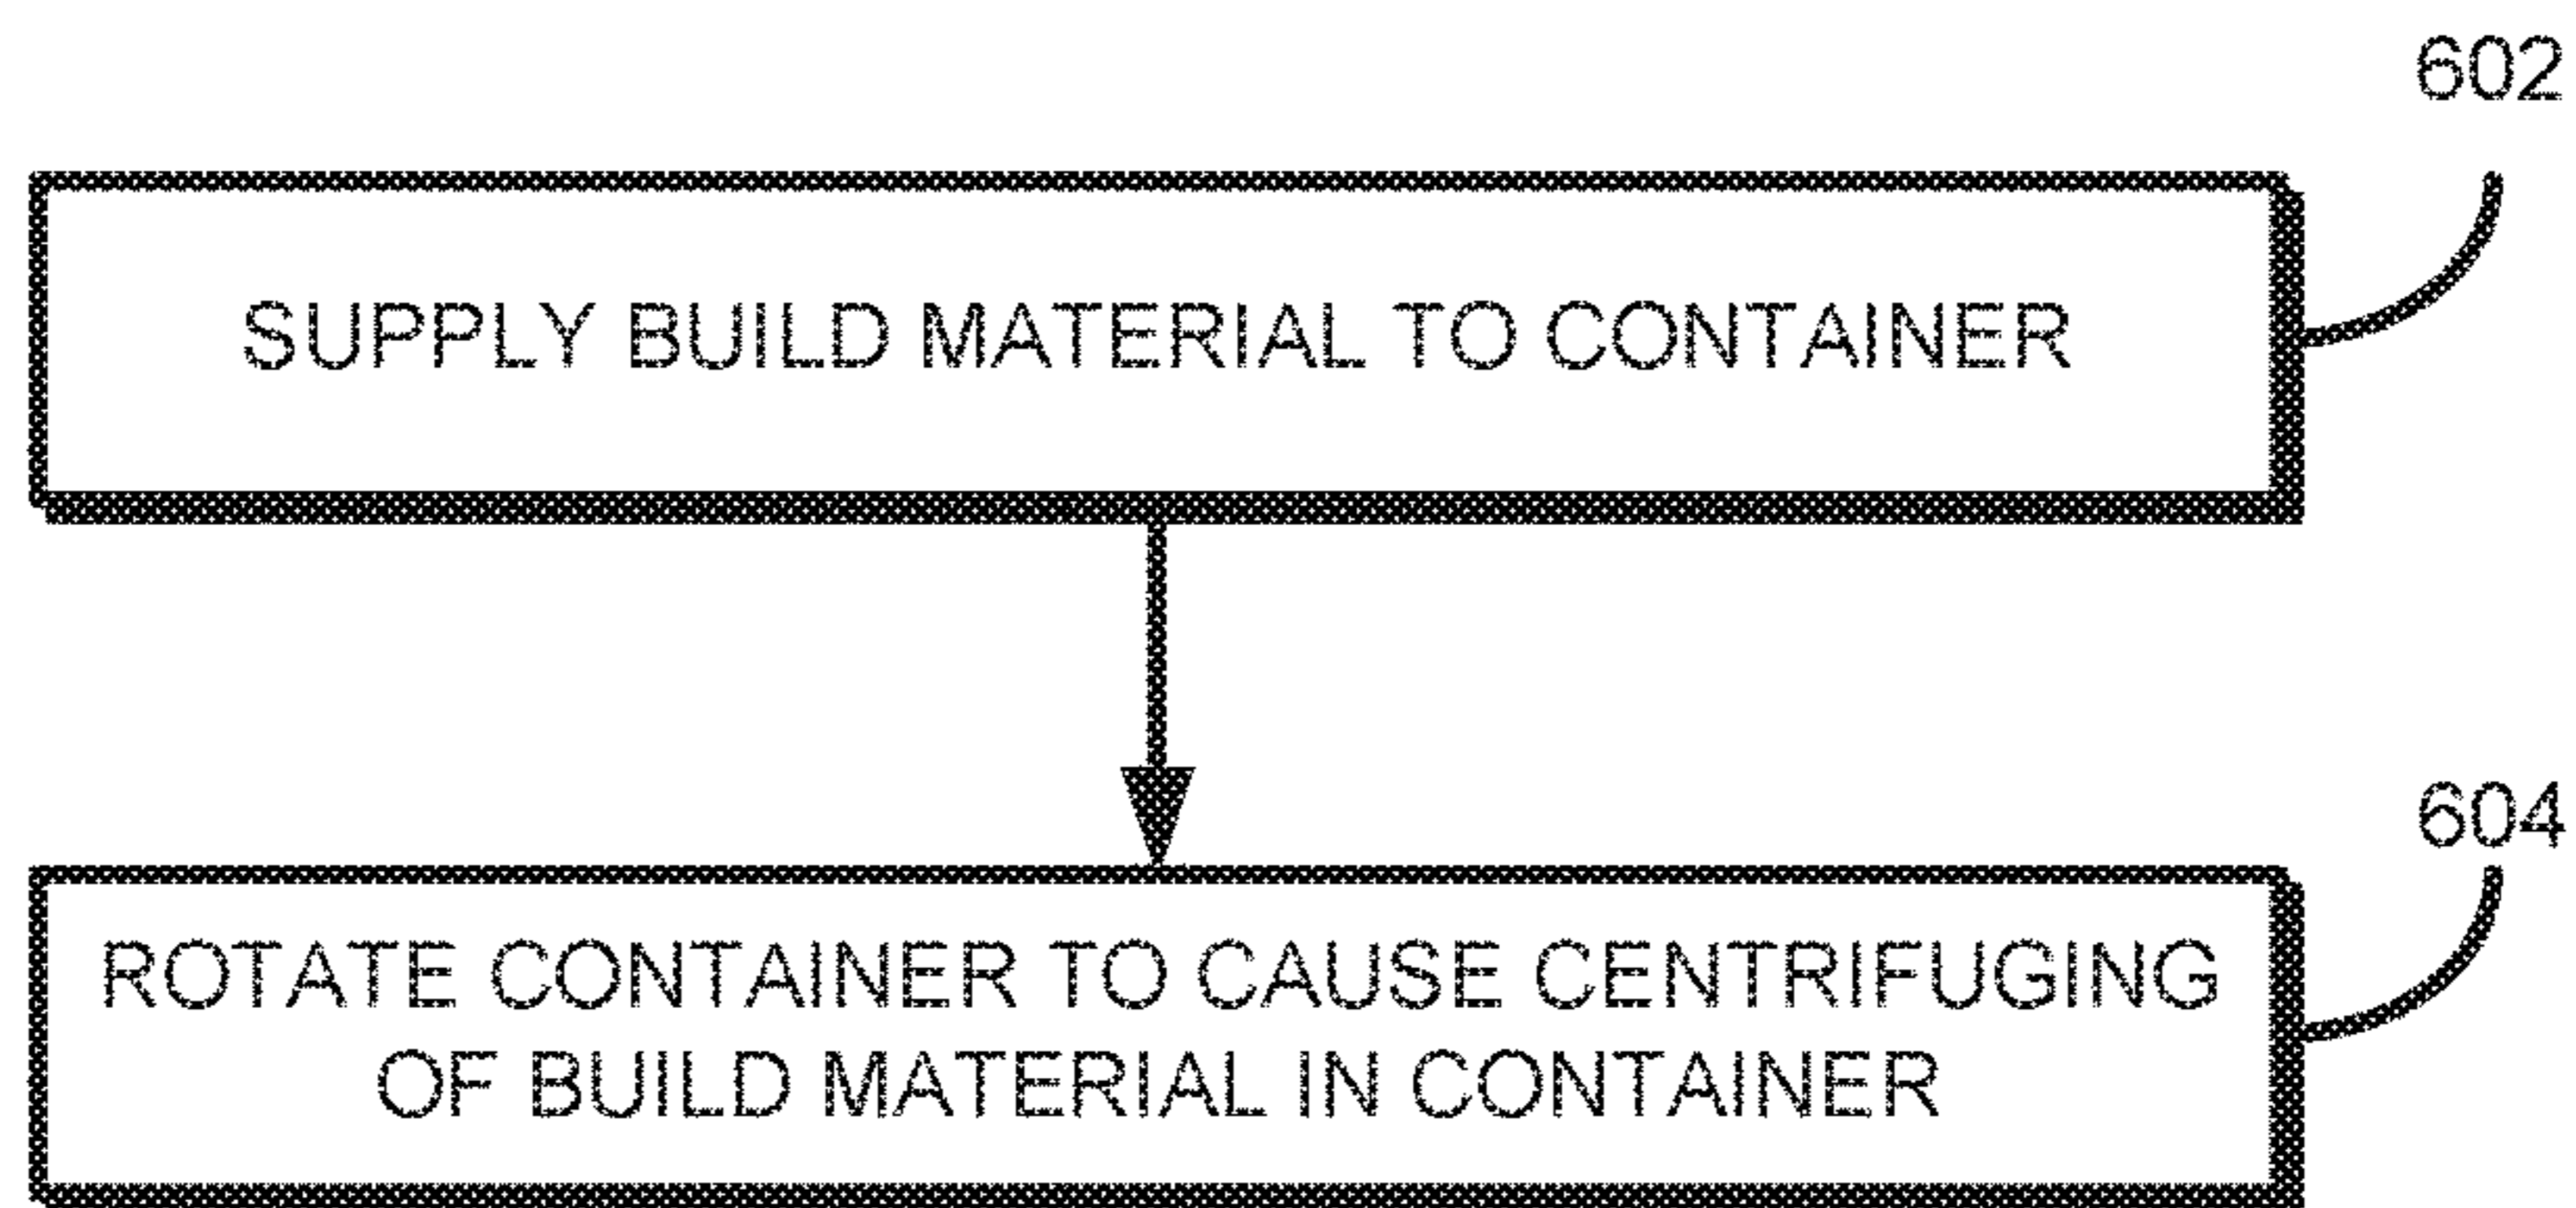 602
SUPPLY BUILD MATERIAL TO CONTAINER
604
ROTATE CONTAINER TO CAUSE CENTRIFUGING
OF BUILD MATERIAL IN CONTAINER